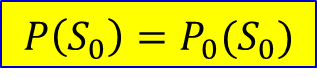 P(S₀) = P₀(S₀)